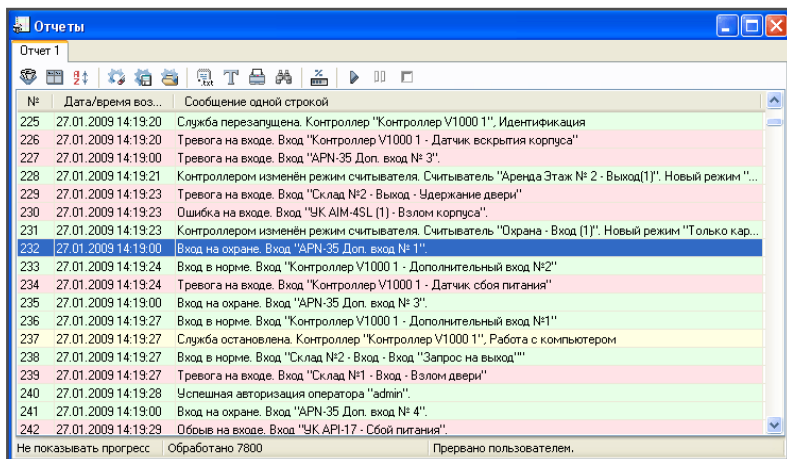 Отчеты
Отчет 1
.txt
№ Дата/время воз... Сообщение одной строкой
225 27.01.2009 14:19:20 Служба перезапущена. Контроллер "Контроллер V1000 1", Идентификация
226 27.01.2009 14:19:20 Тревога на входе. Вход "Контроллер V1000 1 - Датчик вскрытия корпуса"
227 27.01.2009 14:19:00 Тревога на входе. Вход "APN-35 Доп. вход № 3".
228 27.01.2009 14:19:21 Контроллером изменён режим считывателя. Считыватель "Аренда Этаж № 2 - Выход(1)". Новый режим "...
229 27.01.2009 14:19:23 Тревога на входе. Вход "Склад №2 - Выход - Удержание двери"
230 27.01.2009 14:19:23 Ошибка на входе. Вход "УК AIM-4SL (1) - Взлом корпуса".
231 27.01.2009 14:19:23 Контроллером изменён режим считывателя. Считыватель "Охрана - Вход (1)". Новый режим "Только кар...
232 27.01.2009 14:19:00 Вход на охране. Вход "APN-35 Доп. вход № 1".
233 27.01.2009 14:19:24 Вход в норме. Вход "Контроллер V1000 1 - Дополнительный вход №2"
234 27.01.2009 14:19:24 Тревога на входе. Вход "Контроллер V1000 1 - Датчик сбоя питания"
235 27.01.2009 14:19:00 Вход на охране. Вход "APN-35 Доп. вход № 3".
236 27.01.2009 14:19:27 Вход в норме. Вход "Контроллер V1000 1 - Дополнительный вход №1"
237 27.01.2009 14:19:27 Служба остановлена. Контроллер "Контроллер V1000 1", Работа с компьютером
238 27.01.2009 14:19:27 Вход в норме. Вход "Склад №2 - Вход - Вход "Запрос на выход""
239 27.01.2009 14:19:27 Тревога на входе. Вход "Склад №1 - Вход - Взлом двери"
240 27.01.2009 14:19:28 Успешная авторизация оператора "admin".
241 27.01.2009 14:19:00 Вход на охране. Вход "APN-35 Доп. вход № 4".
242 27.01.2009 14:19:29 Обрыв на входе. Вход "УК API-17 - Сбой питания".
Не показывать прогресс Обработано 7800 Прервано пользователем.